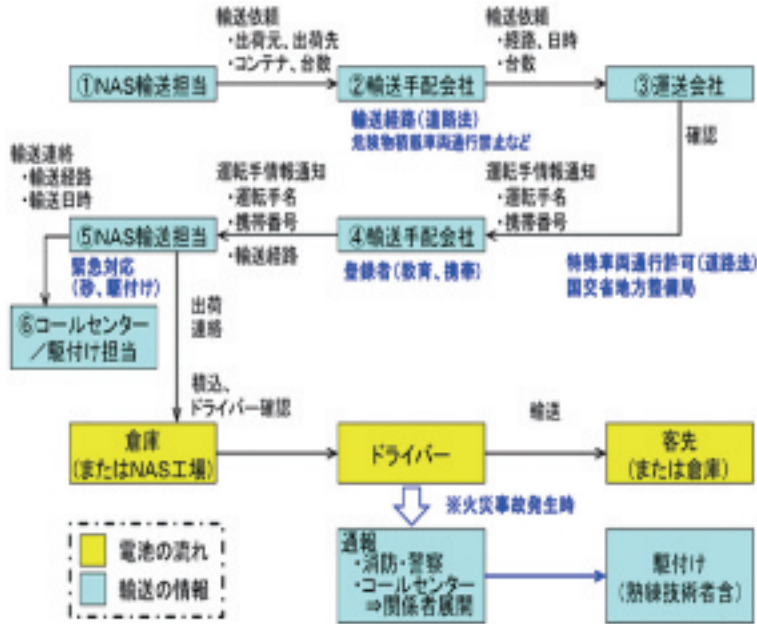 輸送依頼
・出荷元、出荷先
・コンテナ、台数
輸送依頼
・経路、日時
・台数
①NAS輸送担当
②輸送手配会社
③運送会社
輸送経路(道路法)
危険物積載車両通行禁止など
確認
輸送連絡
・輸送経路
・輸送日時
運転手情報通知
・運転手名
・携帯番号
・輸送経路
運転手情報通知
・運転手名
・携帯番号
⑤NAS輸送担当
④輸送手配会社
緊急対応
(砂、駆付け)
登録者(教育、携帯)
特殊車両通行許可(道路法)
国交省地方整備局
⑥コールセンター
/駆付け担当
出荷
連絡
積込、
ドライバー確認
輸送
倉庫
(またはNAS工場)
ドライバー
客先
(または倉庫)
※火災事故発生時
電池の流れ
輸送の情報
通報
・消防・警察
・コールセンター
⇒関係者展開
駆付け
(熟練技術者含)